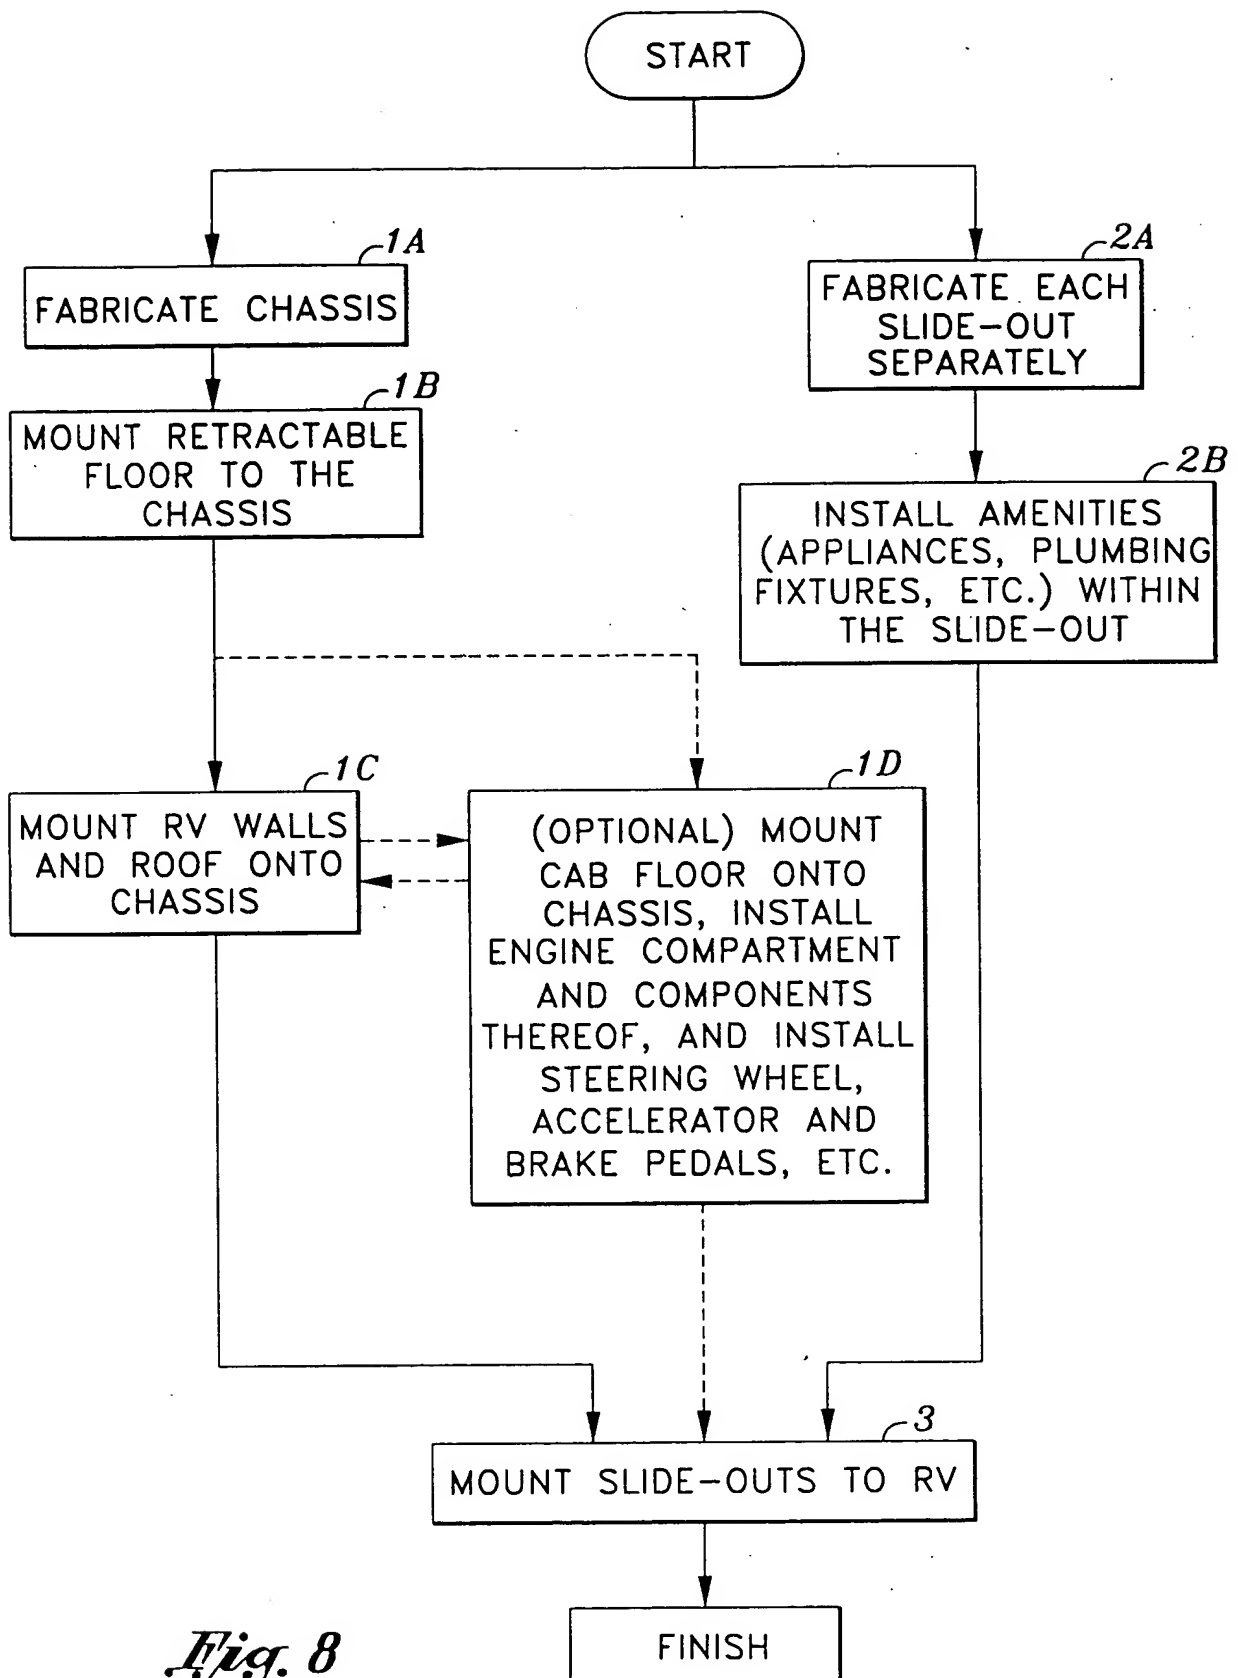 START
1A
FABRICATE CHASSIS
2A
FABRICATE EACH
SLIDE-OUT
SEPARATELY
1B
MOUNT RETRACTABLE
FLOOR TO THE
CHASSIS
2B
INSTALL AMENITIES
(APPLIANCES, PLUMBING
FIXTURES, ETC.) WITHIN
THE SLIDE-OUT
1C
MOUNT RV WALLS
AND ROOF ONTO
CHASSIS
1D
(OPTIONAL) MOUNT
CAB FLOOR ONTO
CHASSIS, INSTALL
ENGINE COMPARTMENT
AND COMPONENTS
THEREOF, AND INSTALL
STEERING WHEEL,
ACCELERATOR AND
BRAKE PEDALS, ETC.
3
MOUNT SLIDE-OUTS TO RV
FINISH
Fig. 8